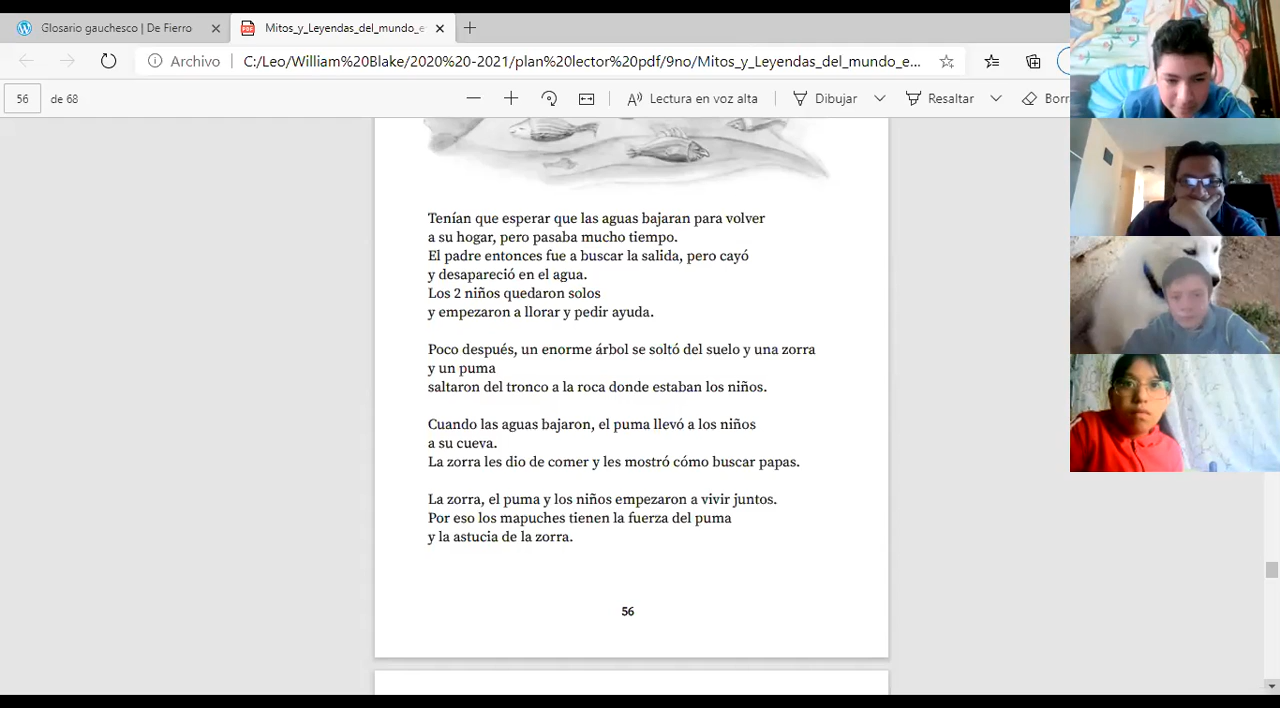 Glosario gauchesco | De Fierro
Mitos_y_Leyendas_del_mundo_e
Archivo
C:/Leo/William%20Blake/2020%20-2021/plan%20lector%20pdf/9no/Mitos_y_Leyendas_del_mundo_e...
56 de 68
A Lectura en voz alta
Dibujar
Resaltar
Borr
Tenían que esperar que las aguas bajaran para volver
a su hogar, pero pasaba mucho tiempo.
El padre entonces fue a buscar la salida, pero cayó
y desapareció en el agua.
Los 2 niños quedaron solos
y empezaron a llorar y pedir ayuda.
Poco después, un enorme árbol se soltó del suelo y una zorra
y un puma
saltaron del tronco a la roca donde estaban los niños.
Cuando las aguas bajaron, el puma llevó a los niños
a su cueva.
La zorra les dio de comer y les mostró cómo buscar papas.
La zorra, el puma y los niños empezaron a vivir juntos.
Por eso los mapuches tienen la fuerza del puma
y la astucia de la zorra.
56